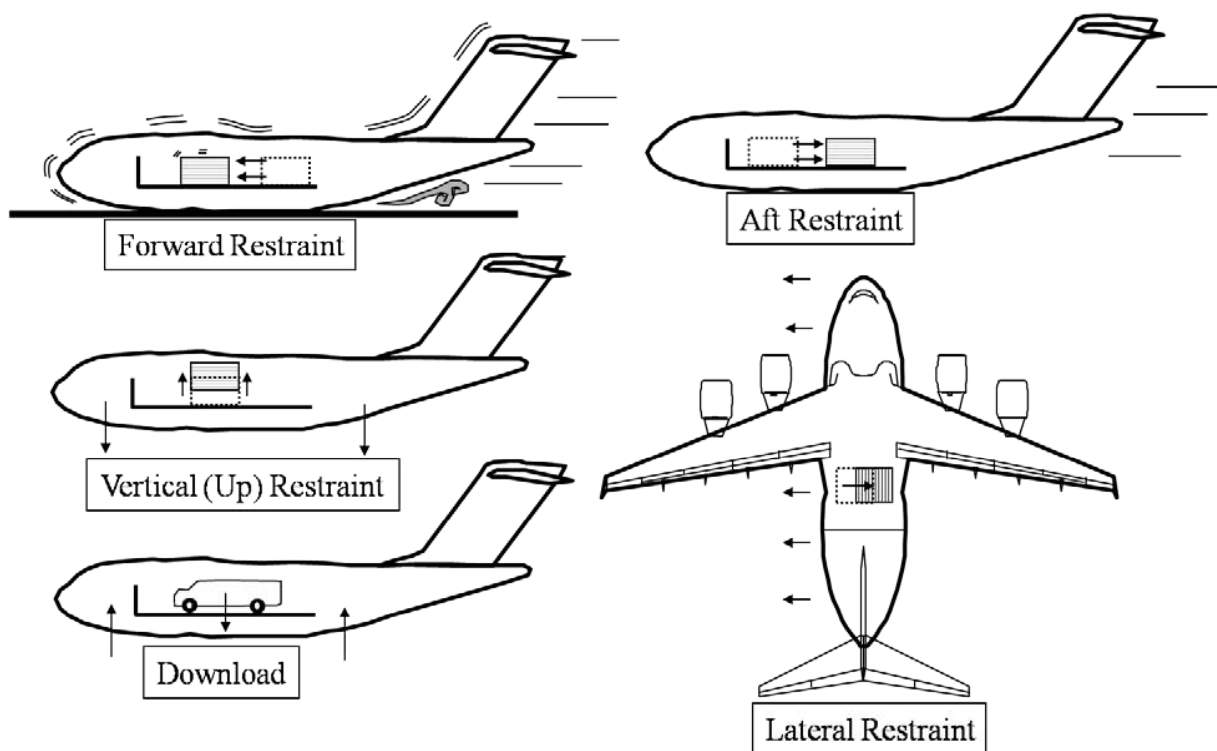 Forward Restraint
Aft Restraint
Vertical (Up) Restraint
Download
Lateral Restraint